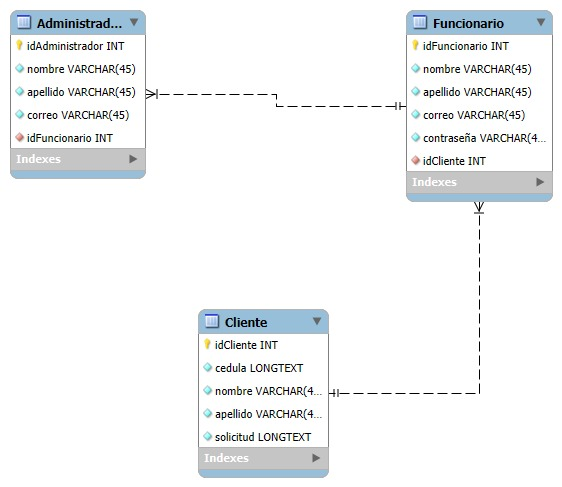 Administrad...
idAdministrador INT
nombre VARCHAR(45)
apellido VARCHAR(45)
correo VARCHAR(45)
idFuncionario INT
Indexes
Funcionario
idFuncionario INT
nombre VARCHAR(45)
apellido VARCHAR(45)
correo VARCHAR(45)
contraseña VARCHAR(4...
idCliente INT
Indexes
Cliente
idCliente INT
cedula LONGTEXT
nombre VARCHAR(4...
apellido VARCHAR(4...
solicitud LONGTEXT
Indexes